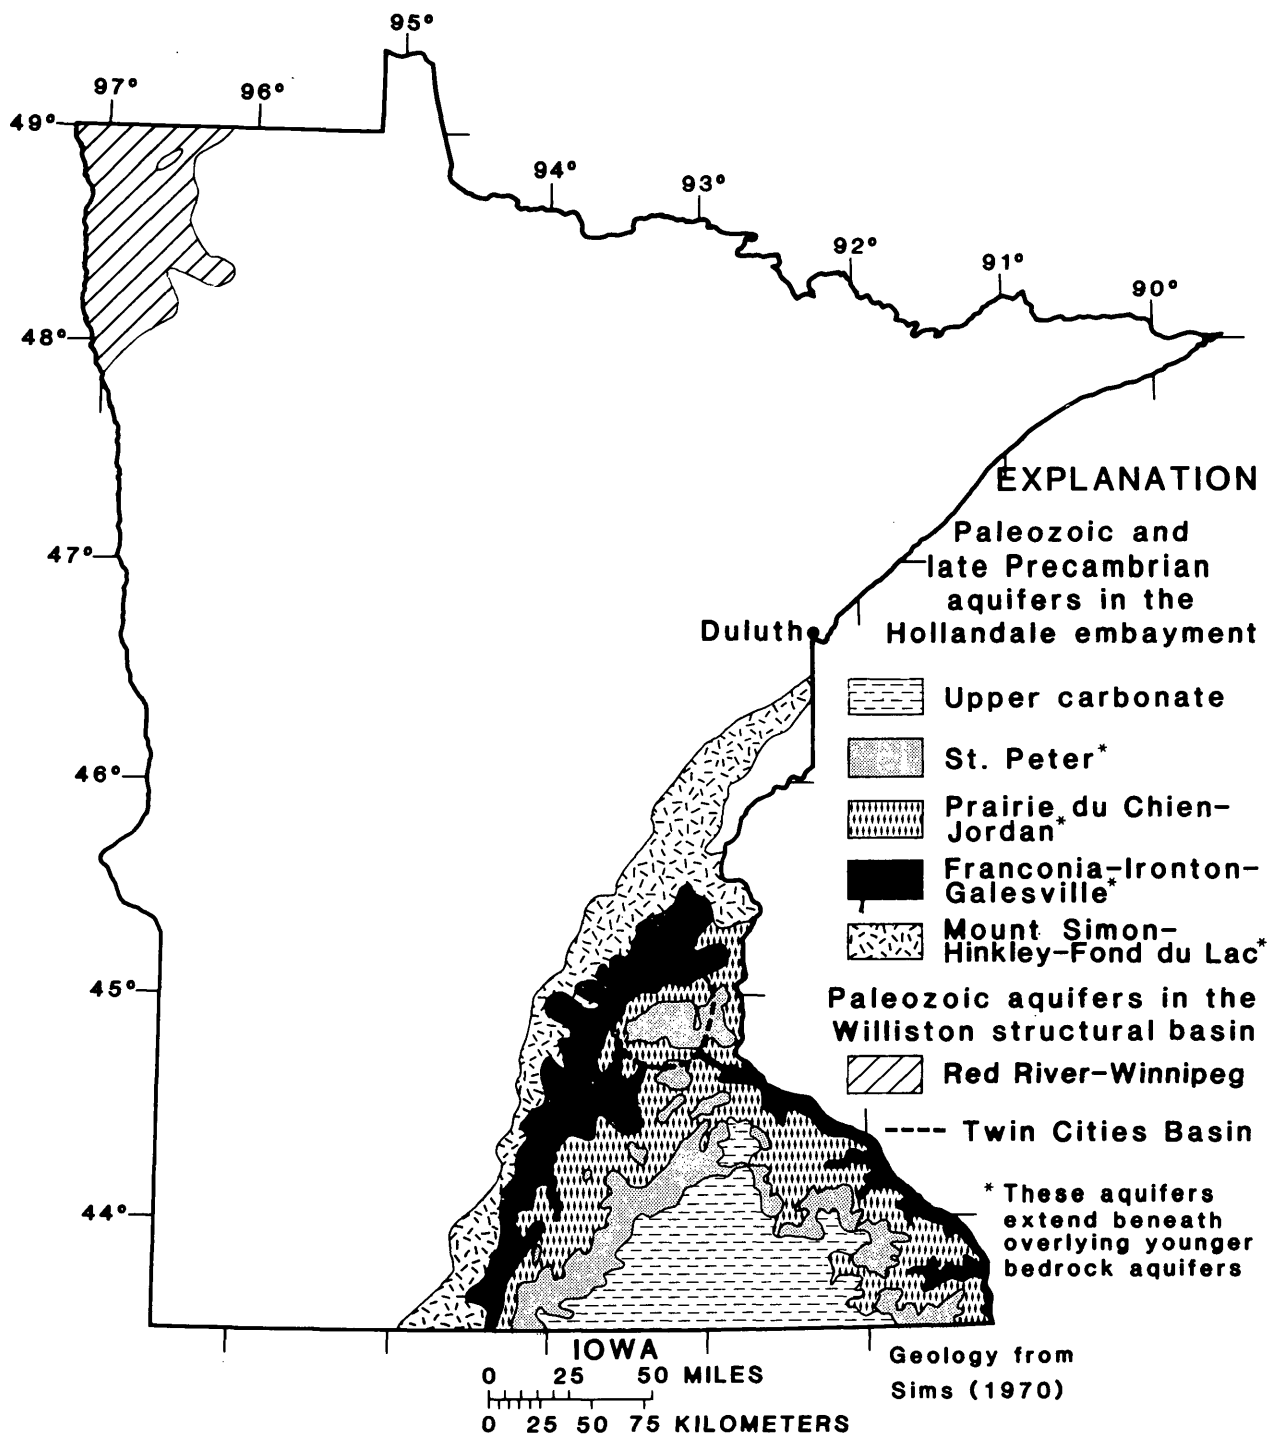 95°
97°
96°
49°
94°
93°
92°
91°
90°
48°
EXPLANATION
Paleozoic and
late Precambrian
aquifers in the
Hollandale embayment
47°
Duluth
Upper carbonate
St. Peter*
46°
Prairie du Chien-
Jordan*
Franconia-Ironton-
Galesville*
Mount Simon-
Hinkley-Fond du Lac*
45°
Paleozoic aquifers in the
Williston structural basin
Red River-Winnipeg
---- Twin Cities Basin
44°
* These aquifers
extend beneath
overlying younger
bedrock aquifers
IOWA
0 25 50 MILES
0 25 50 75 KILOMETERS
Geology from
Sims (1970)